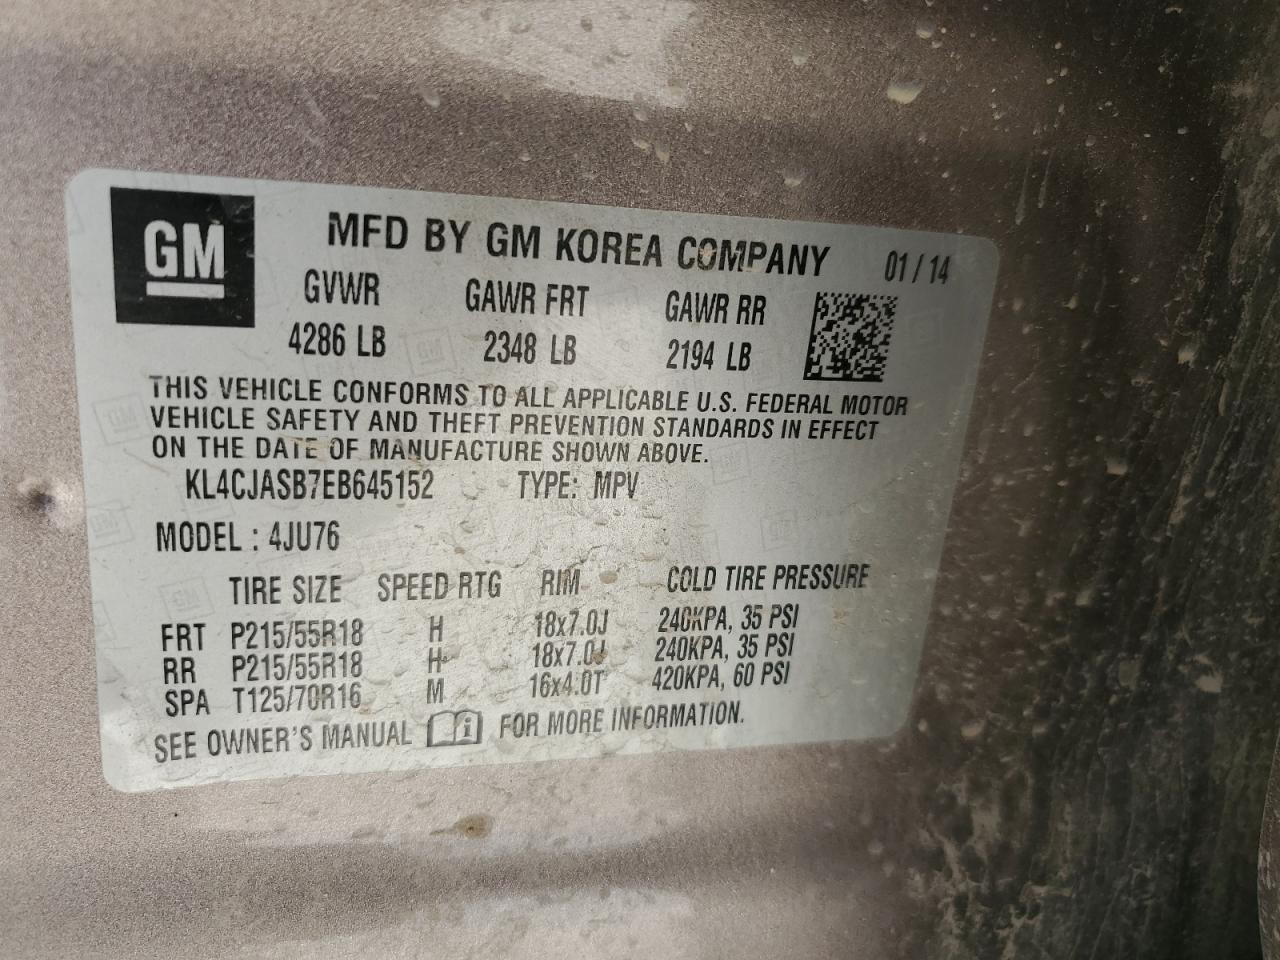 GM
MFD BY GM KOREA COMPANY 01 / 14
GVWR GAWR FRT GAWR RR
4286 LB 2348 LB 2194 LB
THIS VEHICLE CONFORMS TO ALL APPLICABLE U.S. FEDERAL MOTOR
VEHICLE SAFETY AND THEFT PREVENTION STANDARDS IN EFFECT
ON THE DATE OF MANUFACTURE SHOWN ABOVE.
KL4CJASB7EB645152 TYPE: MPV
MODEL : 4JU76
TIRE SIZE SPEED RTG RIM COLD TIRE PRESSURE
FRT P215/55R18 H 18x7.0J 240KPA, 35 PSI
RR P215/55R18 H 18x7.0J 240KPA, 35 PSI
SPA T125/70R16 M 16x4.0T 420KPA, 60 PSI
SEE OWNER'S MANUAL i FOR MORE INFORMATION.